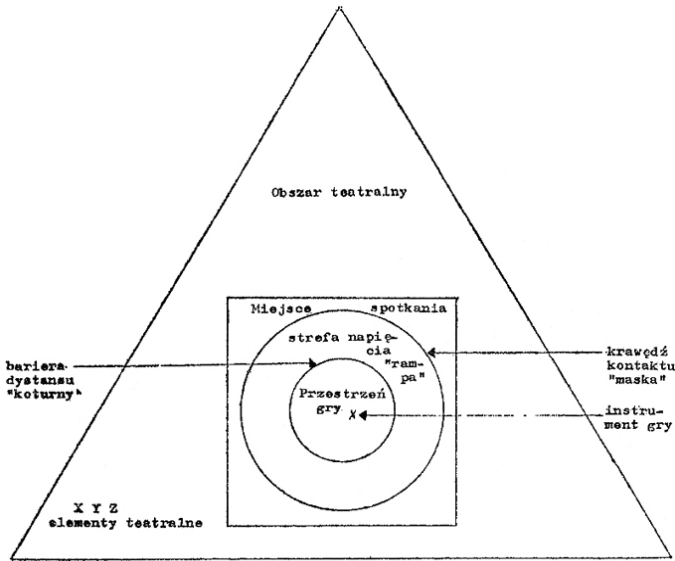 Obszar teatralny
Miejsce spotkania
strefa napię-
cia
"ram-
pa"
bariera
dystansu
"koturny"
krawędź
kontaktu
"maska"
Przestrzeń
gry X
instru-
ment gry
X Y Z
elementy teatralne